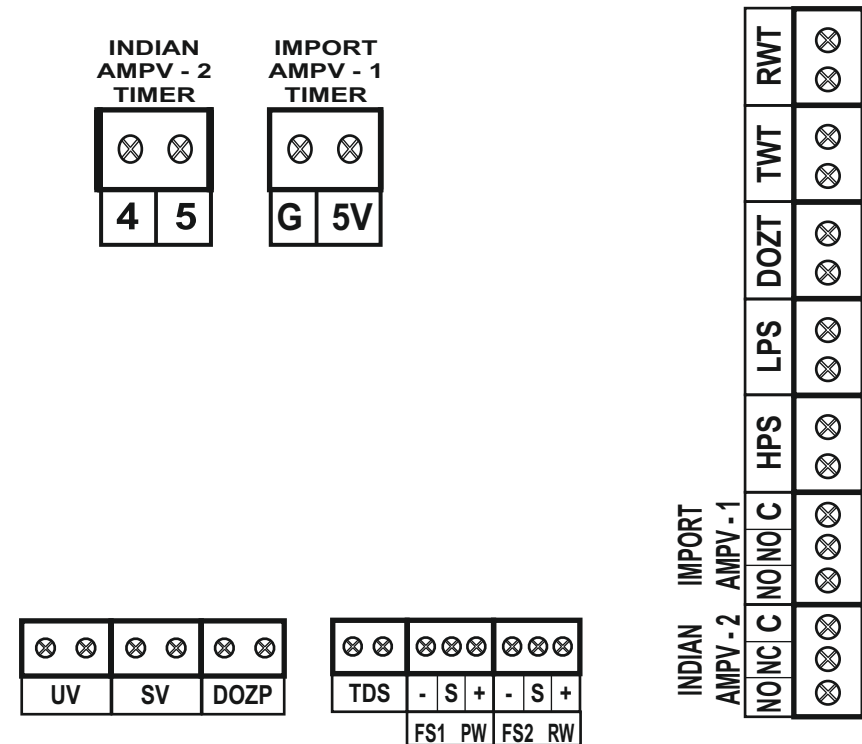 INDIAN
AMPV - 2
TIMER
4 5
IMPORT
AMPV - 1
TIMER
G 5V
RWT
TWT
DOZT
LPS
HPS
IMPORT
AMPV - 1
NO NO C
INDIAN
AMPV - 2
NO NC C
UV SV DOZP
TDS - S + - S +
FS1 PW FS2 RW